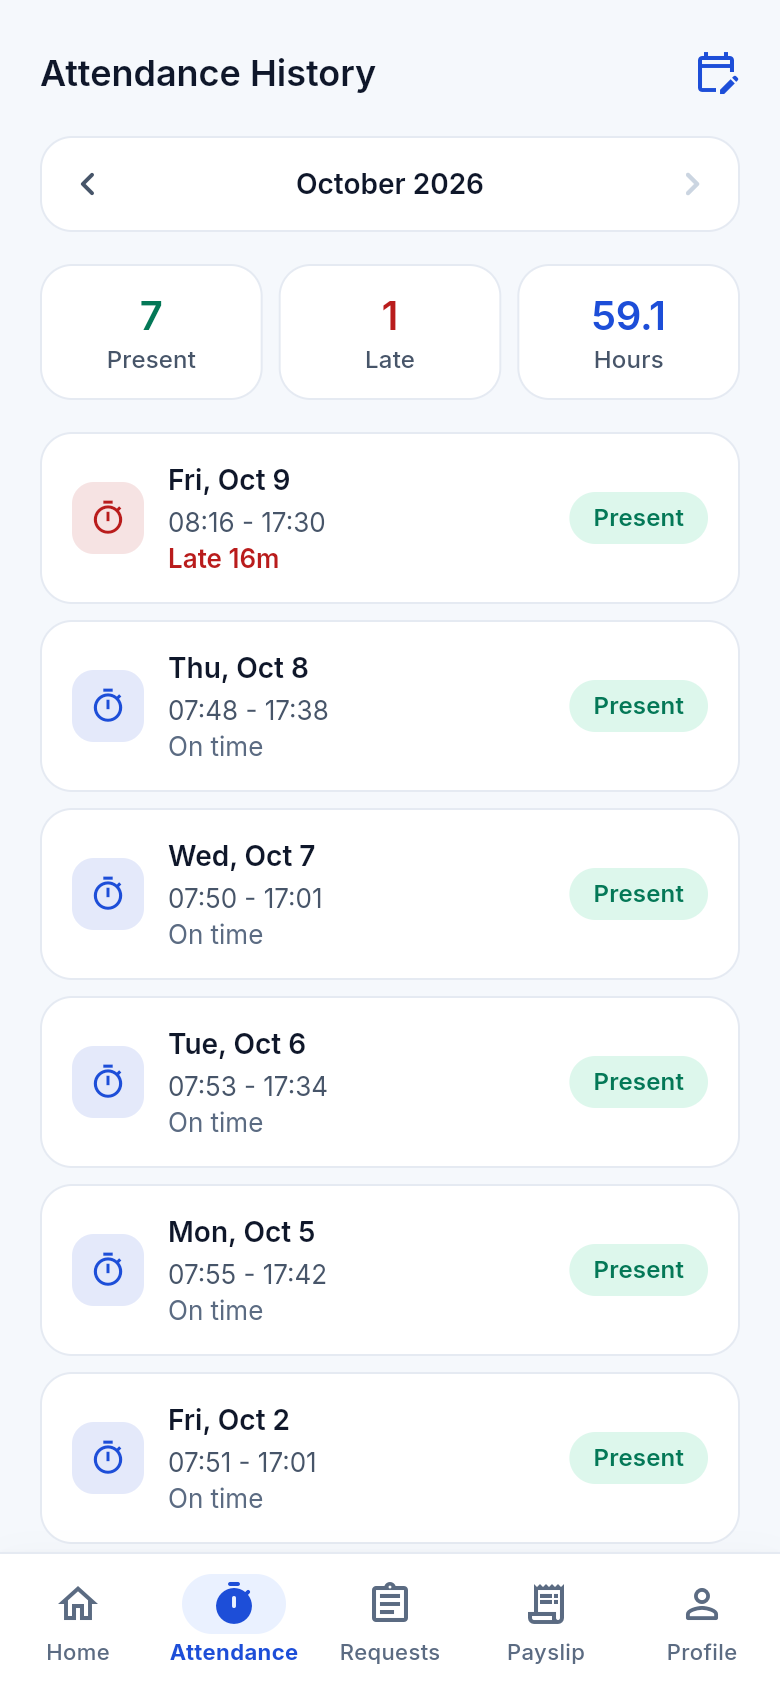 Attendance History
October 2026
7
Present
1
Late
59.1
Hours
Fri, Oct 9
08:16 - 17:30
Late 16m
Present
Thu, Oct 8
07:48 - 17:38
On time
Present
Wed, Oct 7
07:50 - 17:01
On time
Present
Tue, Oct 6
07:53 - 17:34
On time
Present
Mon, Oct 5
07:55 - 17:42
On time
Present
Fri, Oct 2
07:51 - 17:01
On time
Present
Home
Attendance
Requests
Payslip
Profile